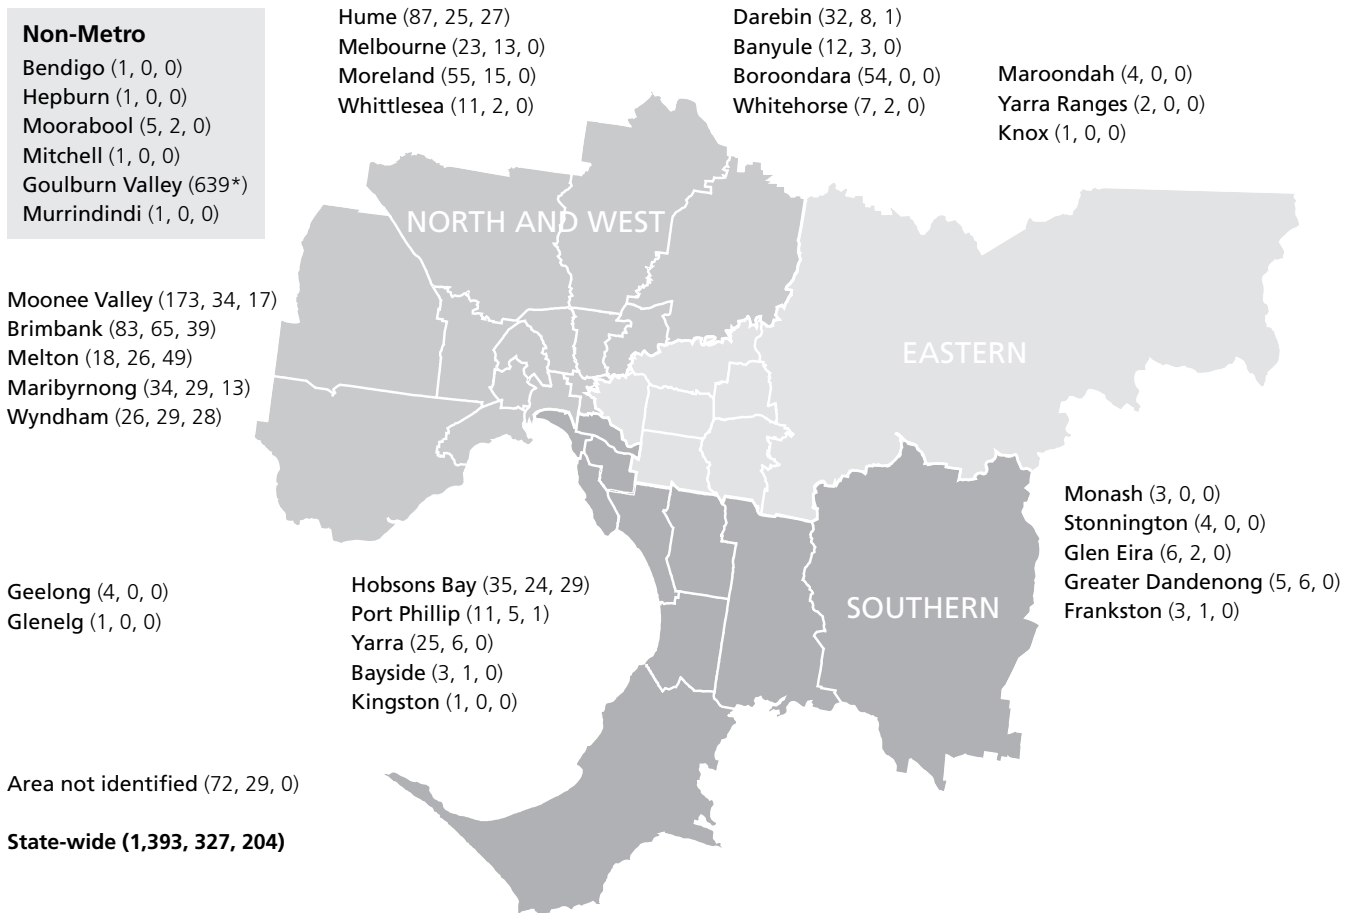 Non-Metro
Bendigo (1, 0, 0)
Hepburn (1, 0, 0)
Moorabool (5, 2, 0)
Mitchell (1, 0, 0)
Goulburn Valley (639*)
Murrindindi (1, 0, 0)
Hume (87, 25, 27)
Melbourne (23, 13, 0)
Moreland (55, 15, 0)
Whittlesea (11, 2, 0)
Darebin (32, 8, 1)
Banyule (12, 3, 0)
Boroondara (54, 0, 0)
Whitehorse (7, 2, 0)
Maroondah (4, 0, 0)
Yarra Ranges (2, 0, 0)
Knox (1, 0, 0)
NORTH AND WEST
Moonee Valley (173, 34, 17)
Brimbank (83, 65, 39)
Melton (18, 26, 49)
Maribyrnong (34, 29, 13)
Wyndham (26, 29, 28)
EASTERN
Monash (3, 0, 0)
Stonnington (4, 0, 0)
Glen Eira (6, 2, 0)
Greater Dandenong (5, 6, 0)
Frankston (3, 1, 0)
Geelong (4, 0, 0)
Glenelg (1, 0, 0)
Hobsons Bay (35, 24, 29)
Port Phillip (11, 5, 1)
Yarra (25, 6, 0)
Bayside (3, 1, 0)
Kingston (1, 0, 0)
SOUTHERN
Area not identified (72, 29, 0)
State-wide (1,393, 327, 204)